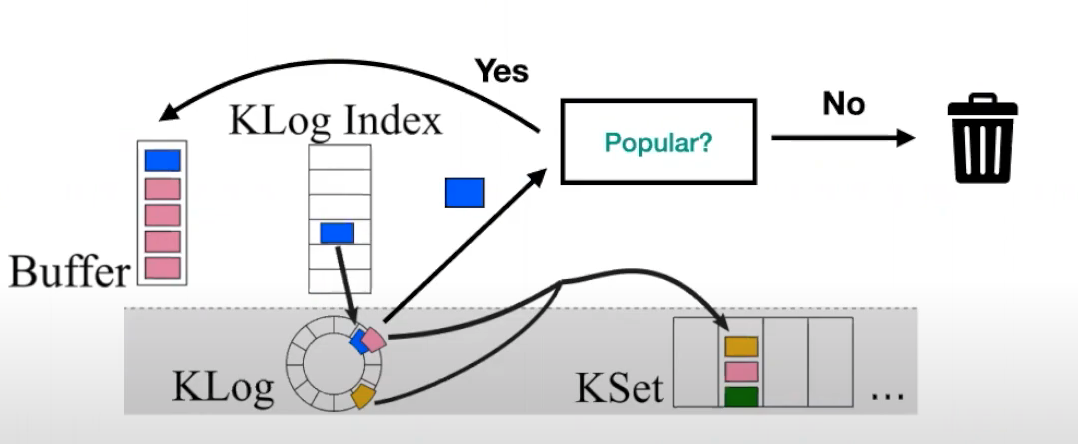 Yes
No
KLog Index
Popular?
Buffer
KLog
KSet
...